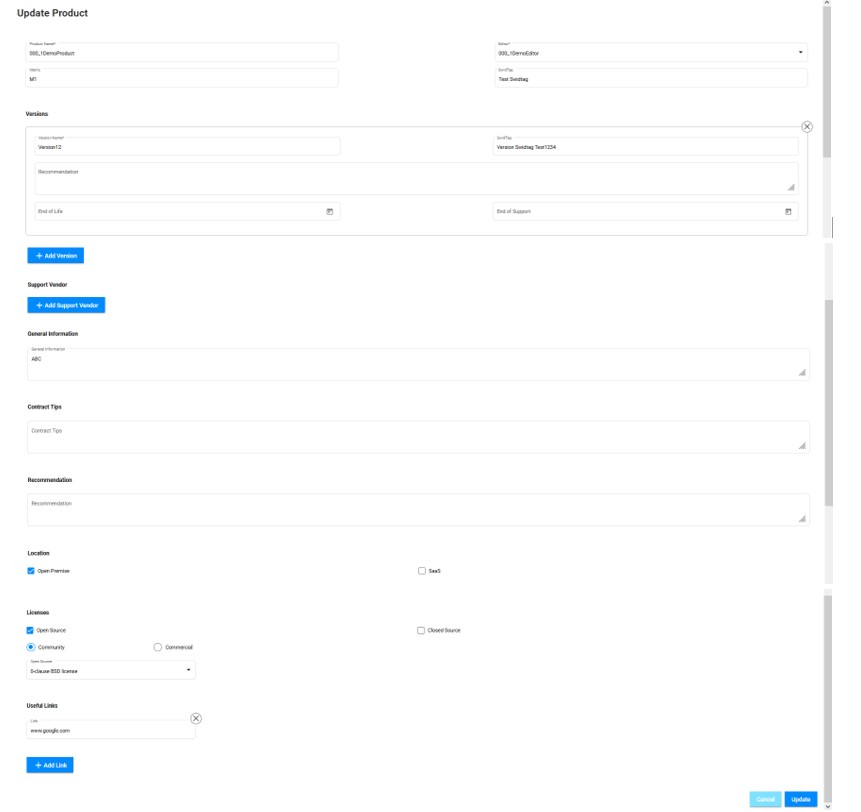 Update Product
Product Name* Editor*
000_1DemoProduct 000_1DemoEditor
Metric SwidTag
M1 Test Swidtag
Versions
Version Name* SwidTag
Version12 Version Swidtag Test1234
Recommendation
End of Life End of Support
+ Add Version
Support Vendor
+ Add Support Vendor
General Information
General Information
ABC
Contract Tips
Contract Tips
Recommendation
Recommendation
Location
Open Premise SaaS
Licenses
Open Source Closed Source
Community Commercial
Open Source
0-clause BSD license
Useful Links
Link
www.google.com
+ Add Link
Cancel Update